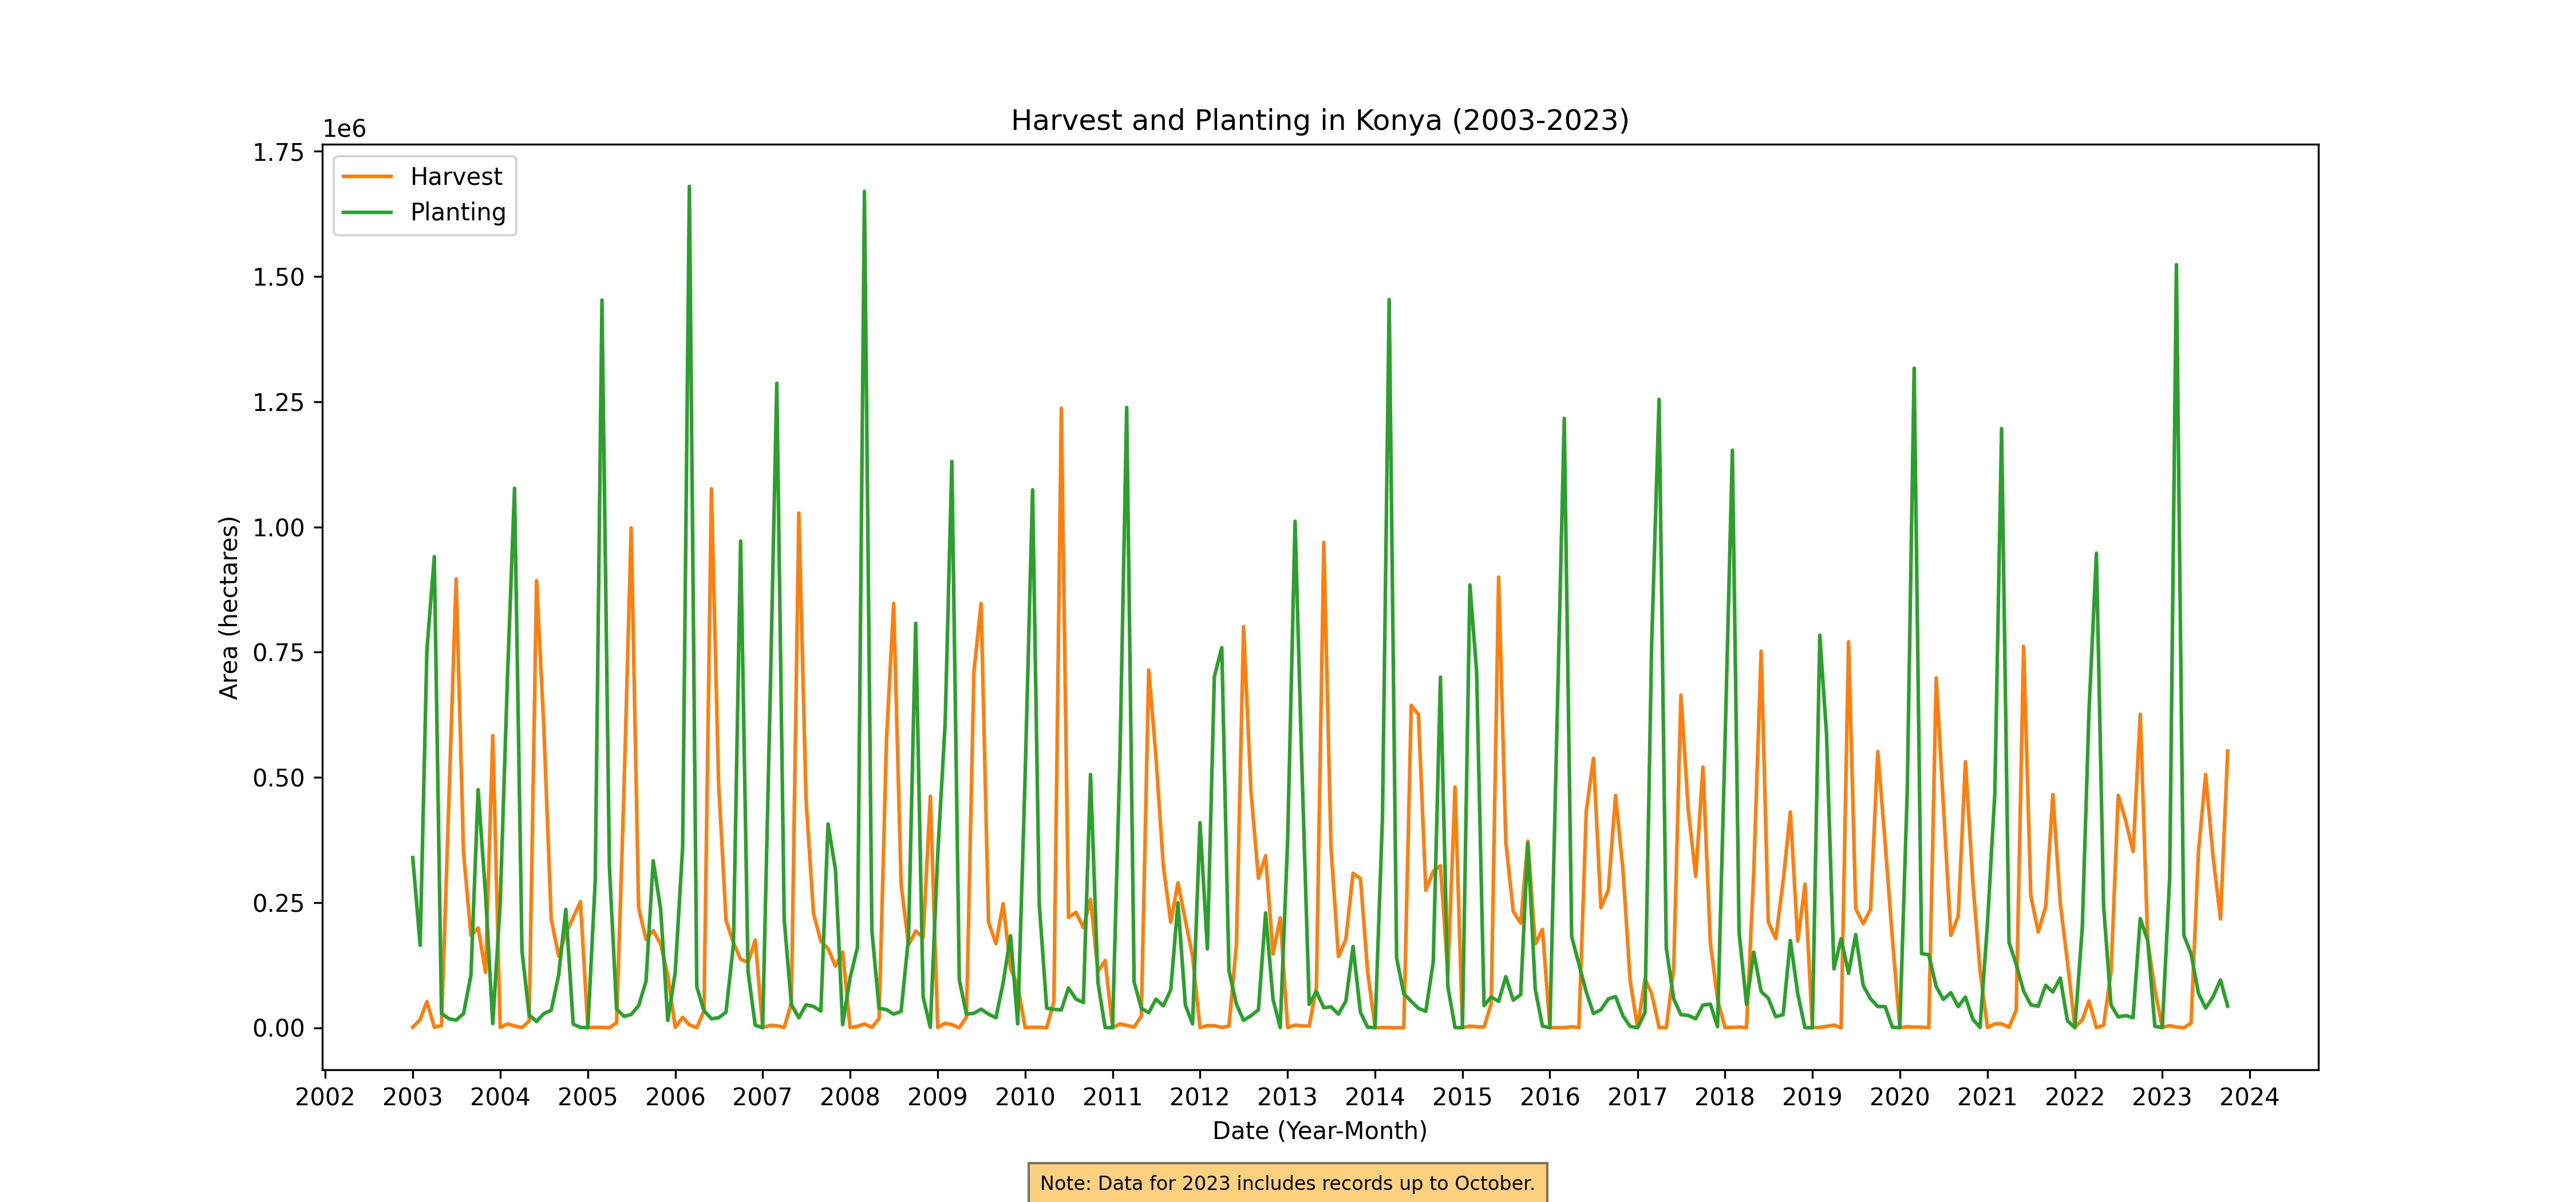 Harvest and Planting in Konya (2003-2023)
1e6
1.75
1.50
1.25
1.00
0.75
0.50
0.25
0.00
Area (hectares)
Harvest
Planting
2002 2003 2004 2005 2006 2007 2008 2009 2010 2011 2012 2013 2014 2015 2016 2017 2018 2019 2020 2021 2022 2023 2024
Date (Year-Month)
Note: Data for 2023 includes records up to October.